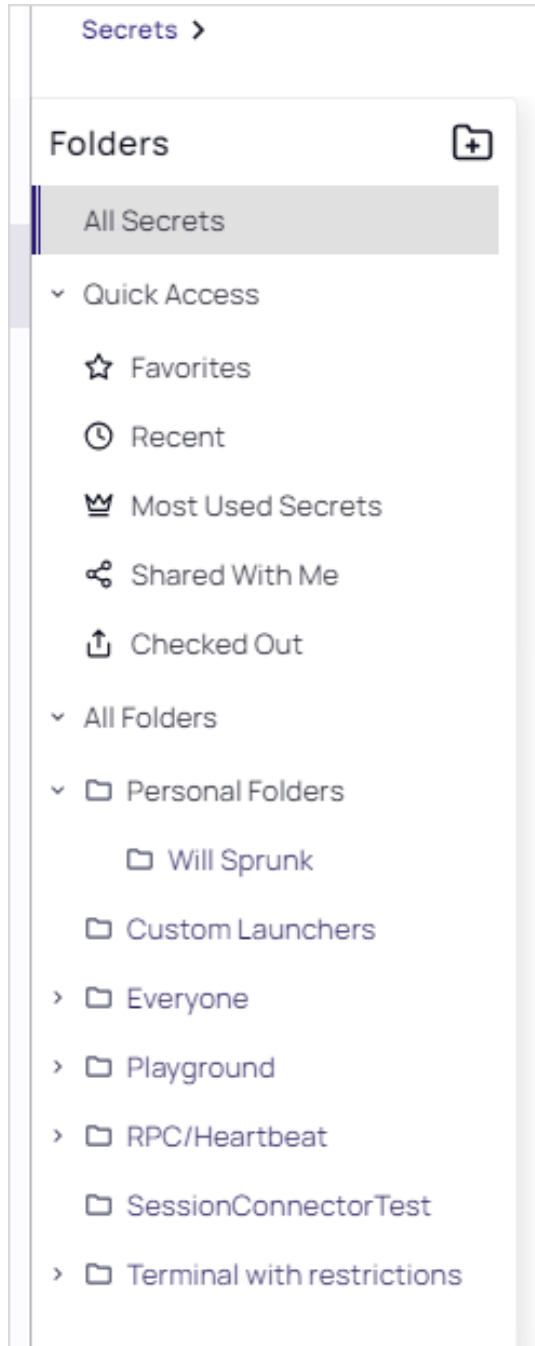 Secrets
Folders
All Secrets
Quick Access
Favorites
Recent
Most Used Secrets
Shared With Me
Checked Out
All Folders
Personal Folders
Will Sprunk
Custom Launchers
Everyone
Playground
RPC/Heartbeat
SessionConnectorTest
Terminal with restrictions